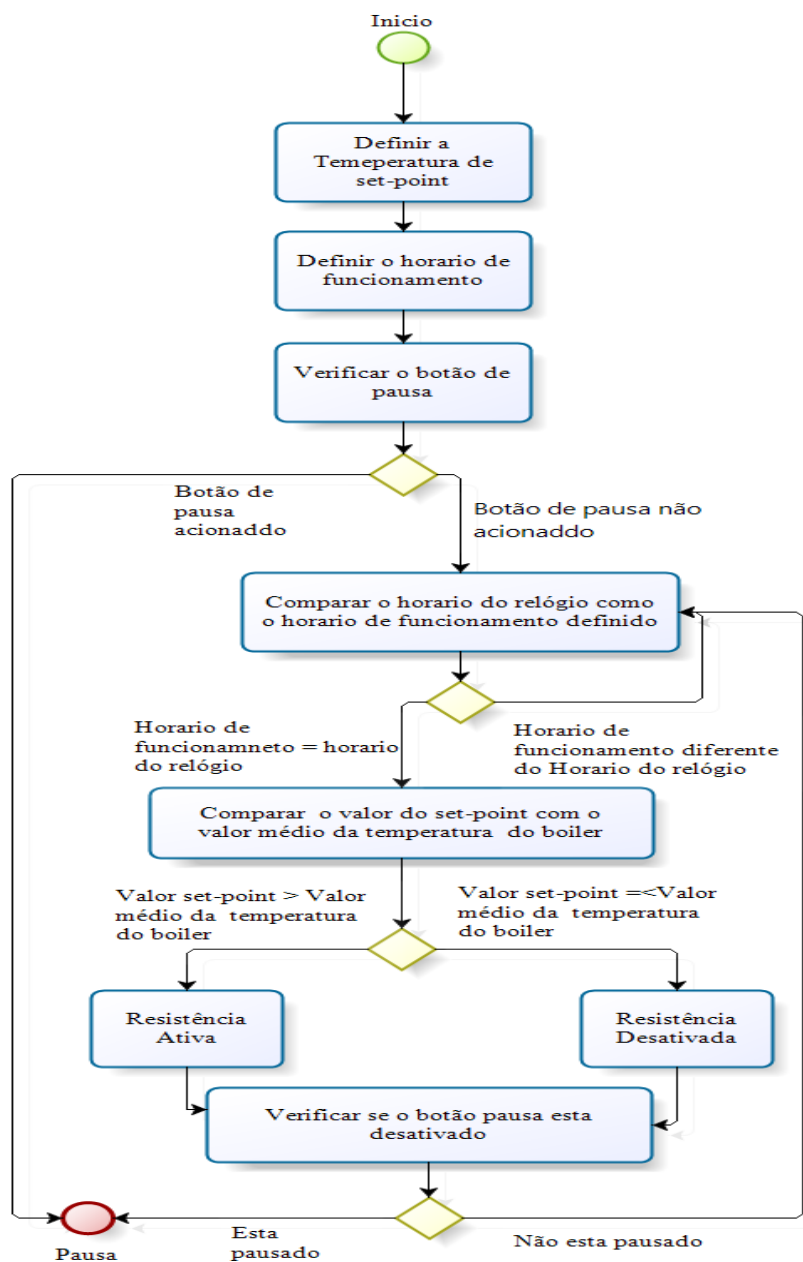 Inicio
Definir a
Temeperatura de
set-point
Definir o horario de
funcionamento
Verificar o botão de
pausa
Botão de
pausa
acionaddo
Botão de pausa não
acionaddo
Comparar o horario do relógio como
o horario de funcionamento definido
Horario de
funcionamneto = horario
do relógio
Horario de
funcionamento diferente
do Horario do relógio
Comparar o valor do set-point com o
valor médio da temperatura do boiler
Valor set-point > Valor
médio da temperatura
do boiler
Valor set-point =<Valor
médio da temperatura
do boiler
Resistência
Ativa
Resistência
Desativada
Verificar se o botão pausa esta
desativado
Esta
pausado
Não esta pausado
Pausa